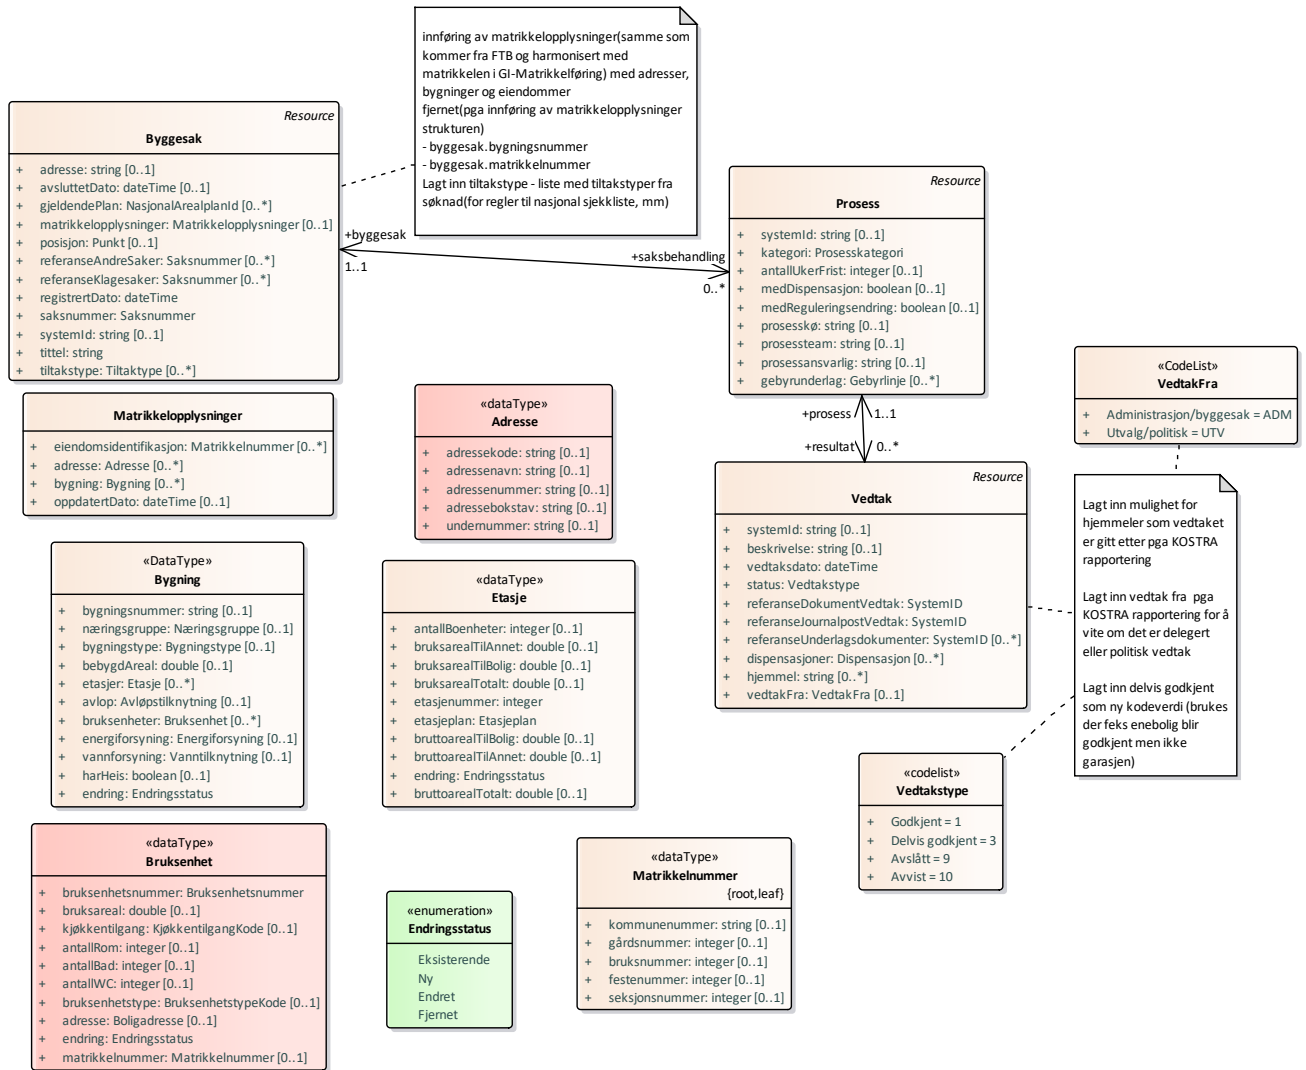 innføring av matrikkelopplysninger(samme som
kommer fra FTB og harmonisert med
matrikkelen i GI-Matrikkelføring) med adresser,
bygninger og eiendommer
fjernet(pga innføring av matrikkelopplysninger
strukturen)
- byggesak.bygningsnummer
- byggesak.matrikkelnummer
Lagt inn tiltakstype - liste med tiltakstyper fra
søknad(for regler til nasjonal sjekkliste, mm)
Resource
Byggesak
+ adresse: string [0..1]
+ avsluttetDato: dateTime [0..1]
+ gjeldendePlan: NasjonalArealplanId [0..*]
+ matrikkelopplysninger: Matrikkelopplysninger [0..1]
+ posisjon: Punkt [0..1]
+ referanseAndreSaker: Saksnummer [0..*]
+ referanseKlagesaker: Saksnummer [0..*]
+ registrertDato: dateTime
+ saksnummer: Saksnummer
+ systemId: string [0..1]
+ tittel: string
+ tiltakstype: Tiltaktype [0..*]
+byggesak
1..1
+saksbehandling
0..*
Resource
Prosess
+ systemId: string [0..1]
+ kategori: Prosesskategori
+ antallUkerFrist: integer [0..1]
+ medDispensasjon: boolean [0..1]
+ medReguleringsendring: boolean [0..1]
+ prosesskø: string [0..1]
+ prosessteam: string [0..1]
+ prosessansvarlig: string [0..1]
+ gebyrunderlag: Gebyrlinje [0..*]
+prosess 1..1
+resultat 0..*
«CodeList»
VedtakFra
+ Administrasjon/byggesak = ADM
+ Utvalg/politisk = UTV
Matrikkelopplysninger
+ eiendomsidentifikasjon: Matrikkelnummer [0..*]
+ adresse: Adresse [0..*]
+ bygning: Bygning [0..*]
+ oppdatertDato: dateTime [0..1]
«dataType»
Adresse
+ adressekode: string [0..1]
+ adressenavn: string [0..1]
+ adressenummer: string [0..1]
+ adressebokstav: string [0..1]
+ undernummer: string [0..1]
Resource
Vedtak
+ systemId: string [0..1]
+ beskrivelse: string [0..1]
+ vedtaksdato: dateTime
+ status: Vedtakstype
+ referanseDokumentVedtak: SystemID
+ referanseJournalpostVedtak: SystemID
+ referanseUnderlagsdokumenter: SystemID [0..*]
+ dispensasjoner: Dispensasjon [0..*]
+ hjemmel: string [0..*]
+ vedtakFra: VedtakFra [0..1]
Lagt inn mulighet for
hjemmeler som vedtaket
er gitt etter pga KOSTRA
rapportering
Lagt inn vedtak fra  pga
KOSTRA rapportering for å
vite om det er delegert
eller politisk vedtak
Lagt inn delvis godkjent
som ny kodeverdi (brukes
der feks enebolig blir
godkjent men ikke
garasjen)
«DataType»
Bygning
+ bygningsnummer: string [0..1]
+ næringsgruppe: Næringsgruppe [0..1]
+ bygningstype: Bygningstype [0..1]
+ bebygdAreal: double [0..1]
+ etasjer: Etasje [0..*]
+ avlop: Avløpstilknytning [0..1]
+ bruksenheter: Bruksenhet [0..*]
+ energiforsyning: Energiforsyning [0..1]
+ vannforsyning: Vanntilknytning [0..1]
+ harHeis: boolean [0..1]
+ endring: Endringsstatus
«dataType»
Etasje
+ antallBoenheter: integer [0..1]
+ bruksarealTilAnnet: double [0..1]
+ bruksarealTilBolig: double [0..1]
+ bruksarealTotalt: double [0..1]
+ etasjenummer: integer
+ etasjeplan: Etasjeplan
+ bruttoarealTilBolig: double [0..1]
+ bruttoarealTilAnnet: double [0..1]
+ endring: Endringsstatus
+ bruttoarealTotalt: double [0..1]
«codelist»
Vedtakstype
+ Godkjent = 1
+ Delvis godkjent = 3
+ Avslått = 9
+ Avvist = 10
«dataType»
Bruksenhet
+ bruksenhetsnummer: Bruksenhetsnummer
+ bruksareal: double [0..1]
+ kjøkkentilgang: KjøkkentilgangKode [0..1]
+ antallRom: integer [0..1]
+ antallBad: integer [0..1]
+ antallWC: integer [0..1]
+ bruksenhetstype: BruksenhetstypeKode [0..1]
+ adresse: Boligadresse [0..1]
+ endring: Endringsstatus
+ matrikkelnummer: Matrikkelnummer [0..1]
«enumeration»
Endringsstatus
Eksisterende
Ny
Endret
Fjernet
«dataType»
Matrikkelnummer
{root,leaf}
+ kommunenummer: string [0..1]
+ gårdsnummer: integer [0..1]
+ bruksnummer: integer [0..1]
+ festenummer: integer [0..1]
+ seksjonsnummer: integer [0..1]